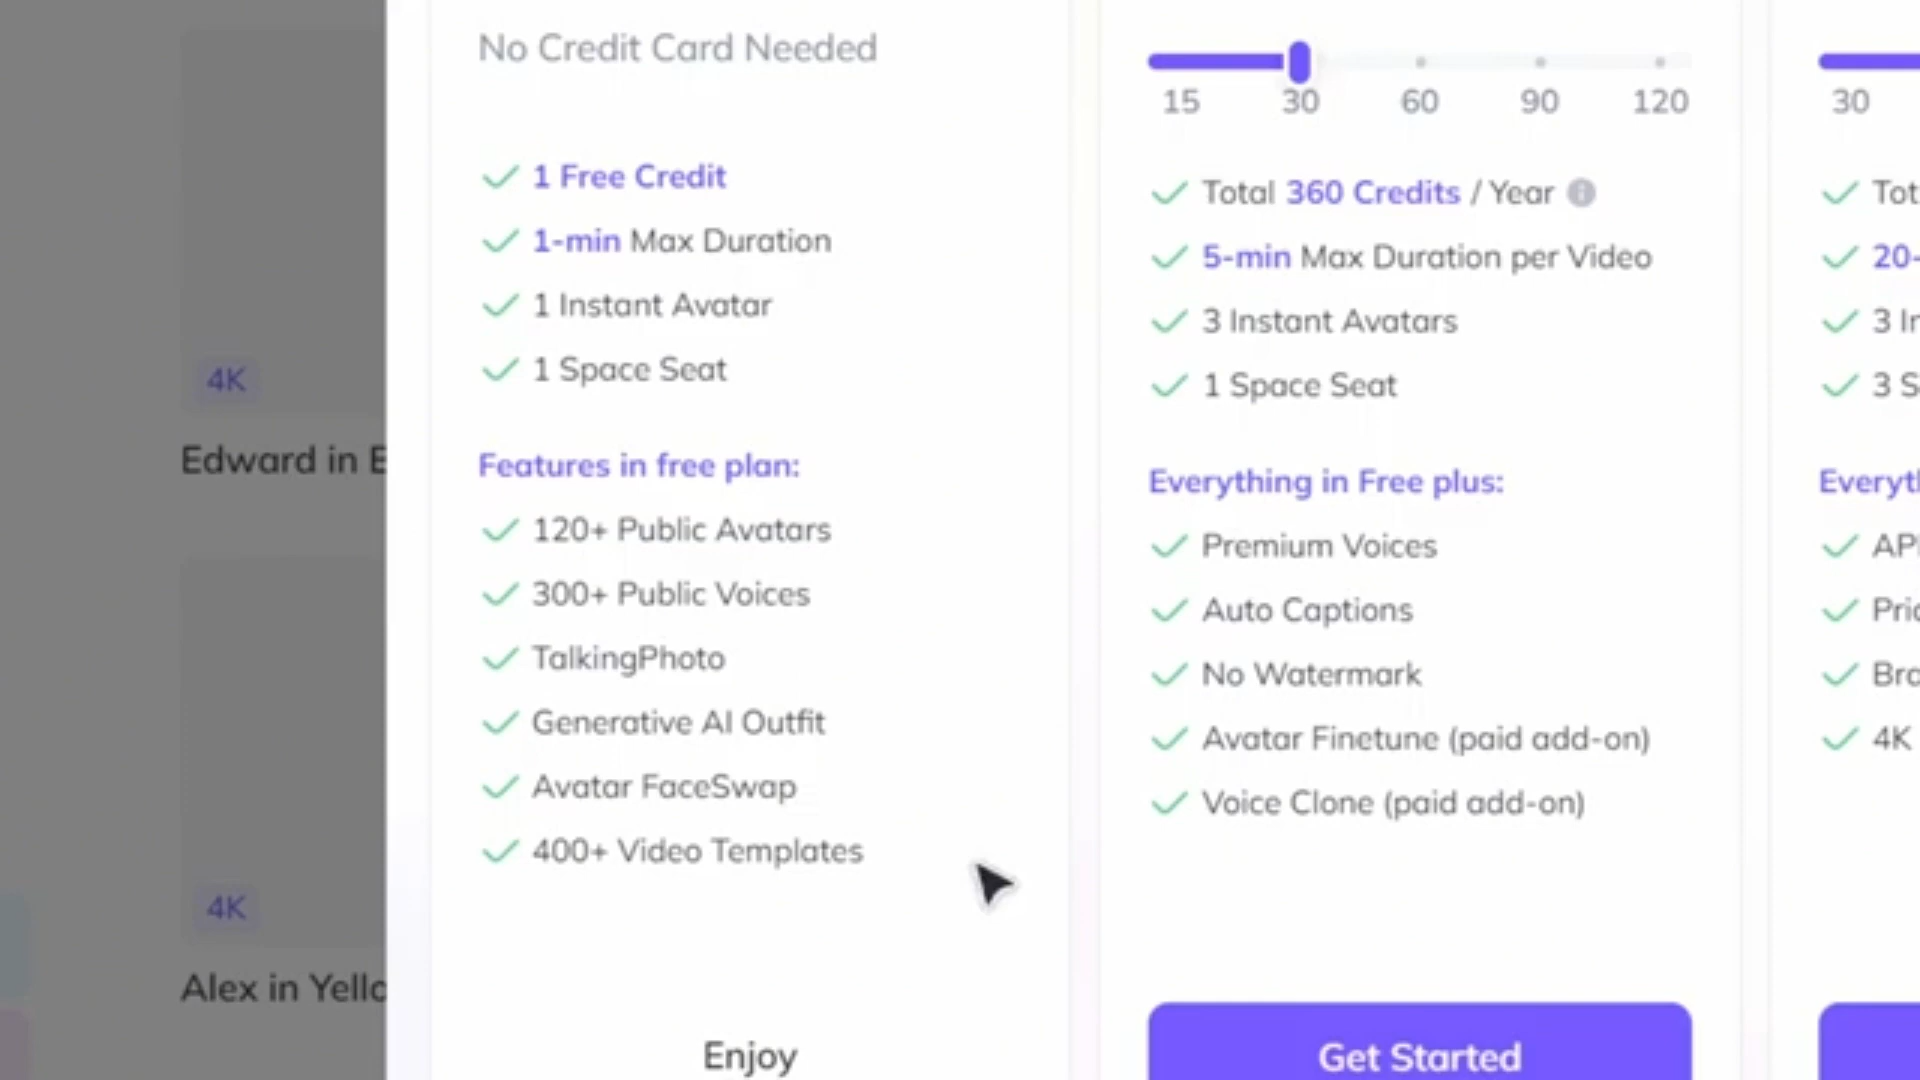 4K
Edward in
4K
Alex in
No Credit Card Needed
1 Free Credit
1-min Max Duration
1 Instant Avatar
1 Space Seat
Features in free plan:
120+ Public Avatars
300+ Public Voices
TalkingPhoto
Generative AI Outfit
Avatar FaceSwap
400+ Video Templates
Enjoy
15 30 60 90 120
Total 360 Credits / Year
5-min Max Duration per Video
3 Instant Avatars
1 Space Seat
Everything in Free plus:
Premium Voices
Auto Captions
No Watermark
Avatar Finetune (paid add-on)
Voice Clone (paid add-on)
Get Started
30
20-
3
3
4K